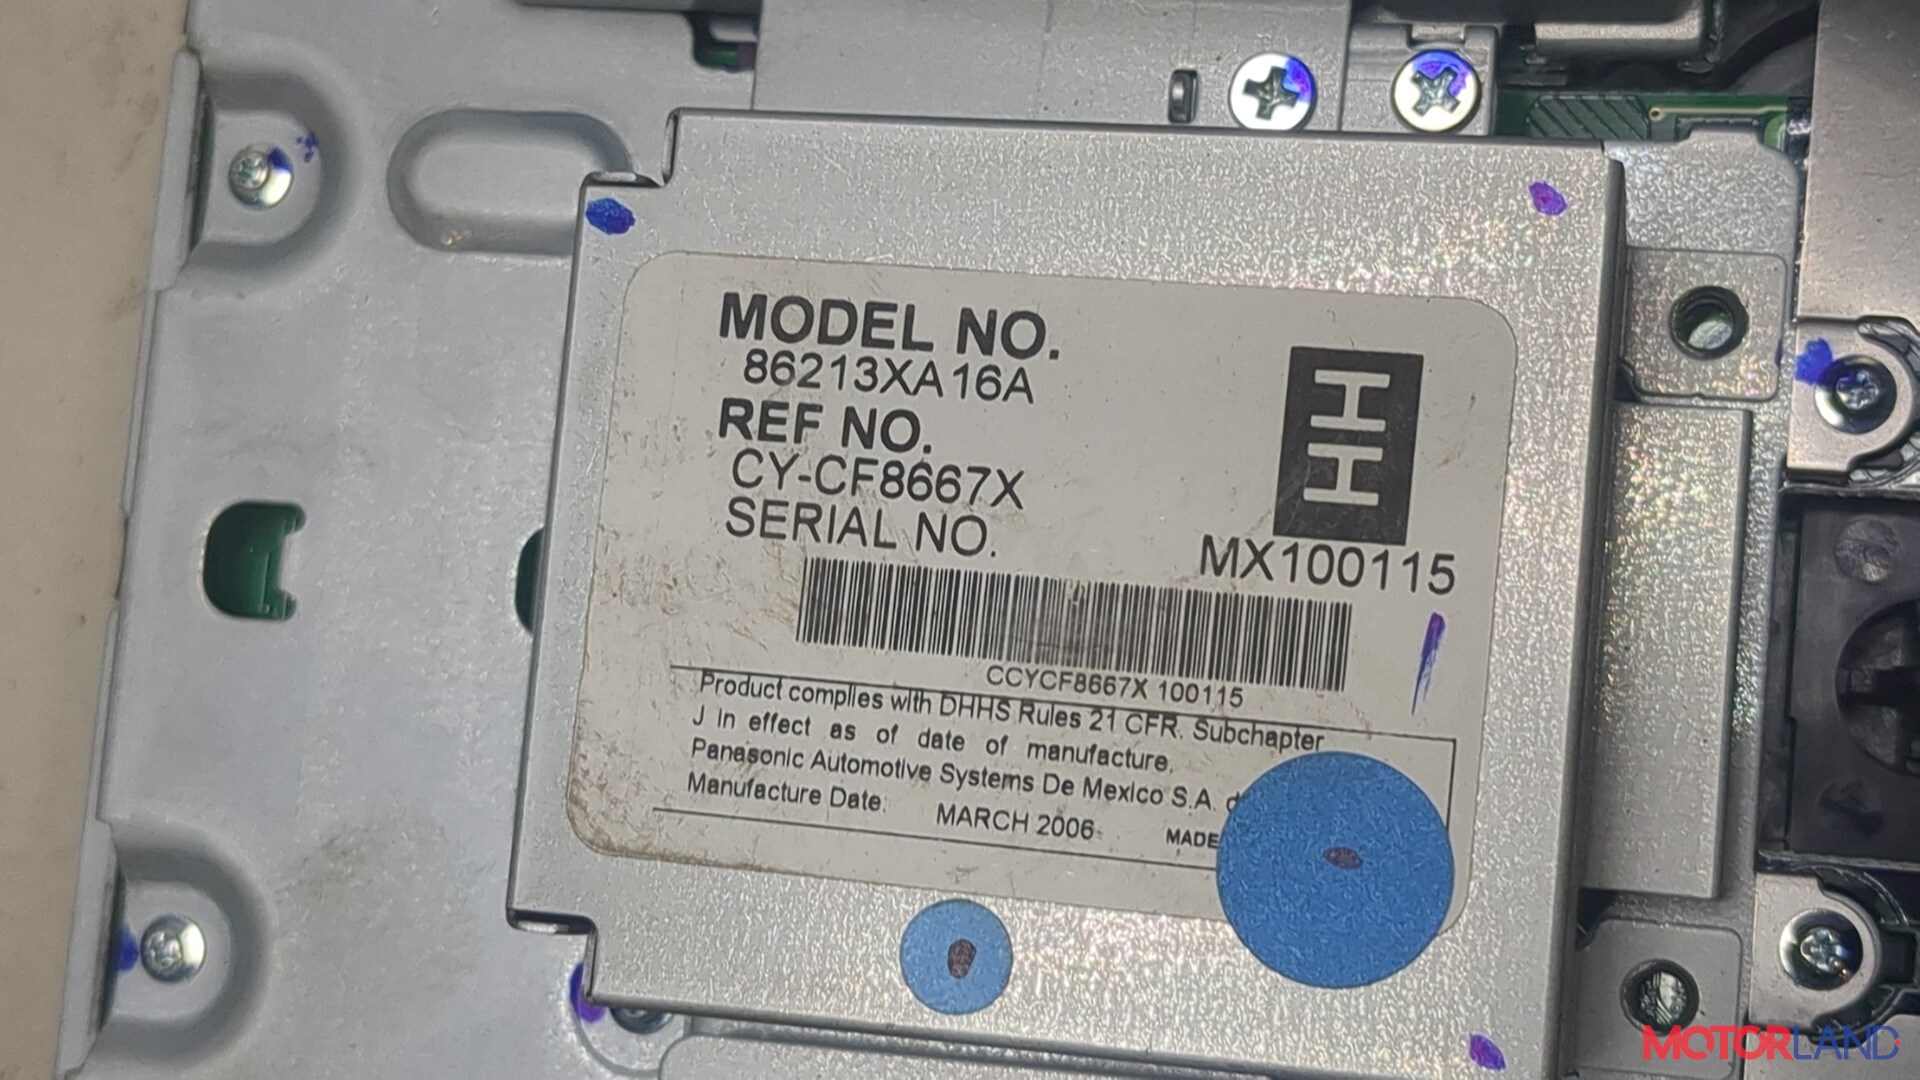 MODEL NO.
86213XA16A
REF NO.
CY-CF8667X
SERIAL NO.
MX100115
CCYCF8667X 100115
Product complies with DHHS Rules 21 CFR. Subchapter
J in effect as of date of manufacture.
Panasonic Automotive Systems De Mexico S.A.
Manufacture Date: MARCH 2006 MADE
HH
MOTORLAND